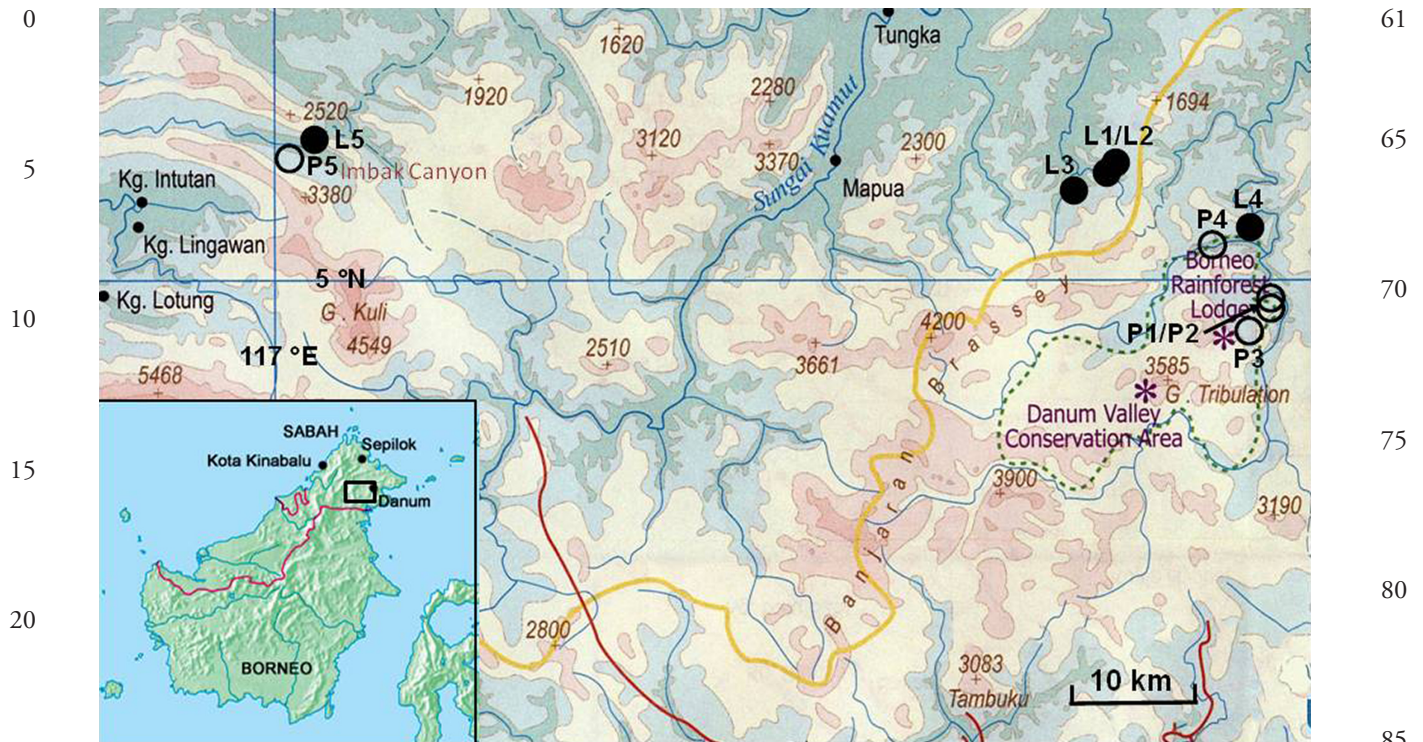 0
61
Tungka
1620
2280
1920
1694
2520
L5
3120
3370
2300
L1/L2
65
L3
5
P5
Imbak Canyon
Sungai Kuamut
Kg. Intutan
3380
Mapua
L4
P4
Kg. Lingawan
Borneo
Rainforest
Lodge
5 °N
70
Kg. Lotung
G. Kuli
10
4200
Brassey
P1/P2
P3
4549
117 °E
2510
3661
3585
G. Tribulation
5468
Danum Valley
Conservation Area
75
SABAH
Sepilok
Kota Kinabalu
15
Danum
3900
3190
Banjaran
80
20
2800
BORNEO
3083
Tambuku
10 km
85